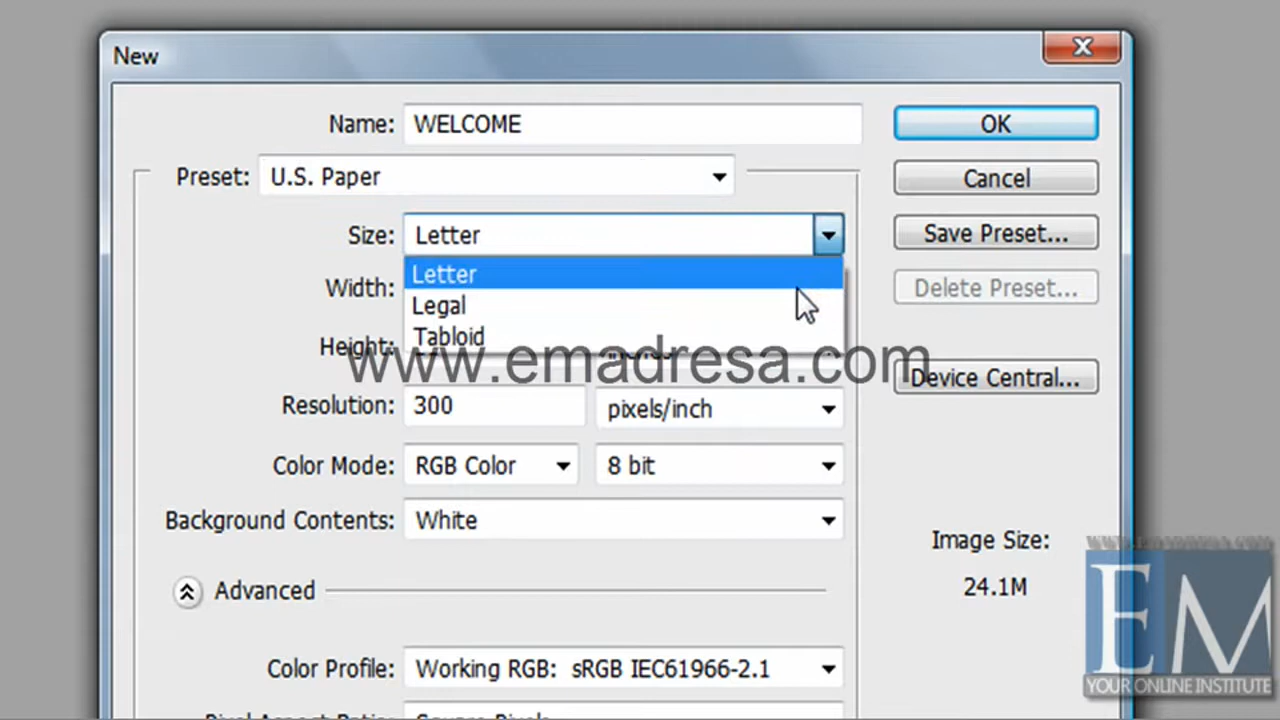 New
Name: WELCOME
OK
Preset: U.S. Paper
Cancel
Size: Letter
Save Preset...
Letter
Width:
Delete Preset...
Legal
Tabloid
Height:
www.emadresa.com
Device Central...
Resolution: 300 pixels/inch
Color Mode: RGB Color 8 bit
Background Contents: White
Image Size:
24.1M
Advanced
Color Profile: Working RGB: sRGB IEC61966-2.1
EM
YOUR ONLINE INSTITUTE